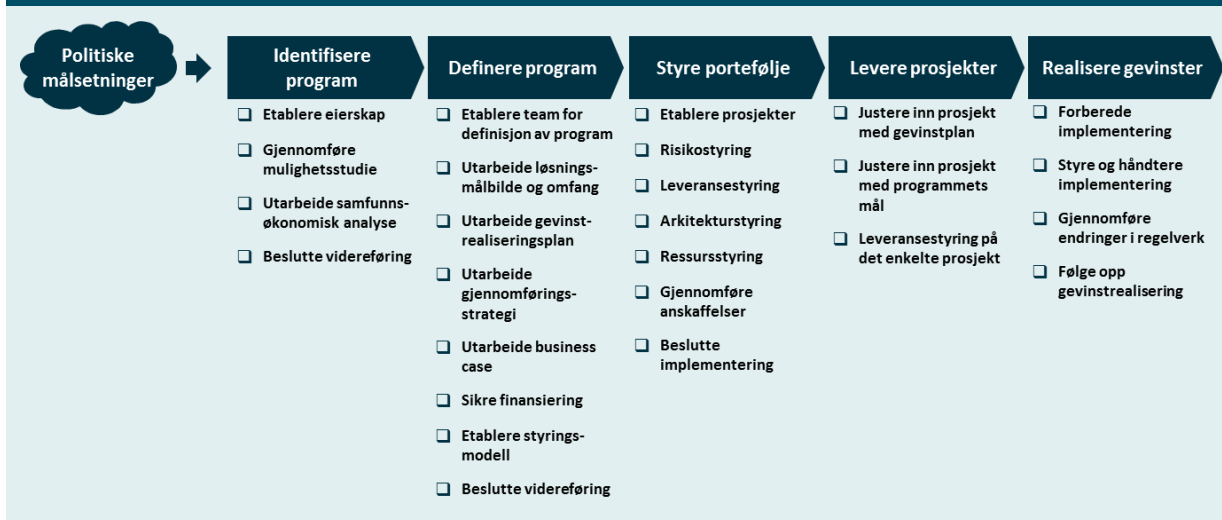 Politiske
målsetninger
Identifisere
program
❑ Etablere eierskap
❑ Gjennomføre
mulighetsstudie
❑ Utarbeide samfunns-
økonomisk analyse
❑ Beslutte videreføring
Definere program
❑ Etablere team for
definisjon av program
❑ Utarbeide løsnings-
målbilde og omfang
❑ Utarbeide gevinst-
realiseringsplan
❑ Utarbeide
gjennomførings-
strategi
❑ Utarbeide business
case
❑ Sikre finansiering
❑ Etablere styrings-
modell
❑ Beslutte videreføring
Styre portefølje
❑ Etablere prosjekter
❑ Risikostyring
❑ Leveransestyring
❑ Arkitekturstyring
❑ Ressursstyring
❑ Gjennomføre
anskaffelser
❑ Beslutte
implementering
Levere prosjekter
❑ Justere inn prosjekt
med gevinstplan
❑ Justere inn prosjekt
med programmets
mål
❑ Leveransestyring på
det enkelte prosjekt
Realisere gevinster
❑ Forberede
implementering
❑ Styre og håndtere
implementering
❑ Gjennomføre
endringer i regelverk
❑ Følge opp
gevinstrealisering